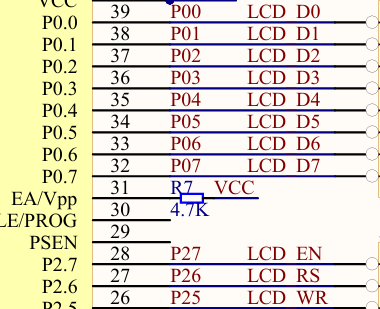 VCC
39 P00 LCD D0
P0.0
38 P01 LCD D1
P0.1
37 P02 LCD D2
P0.2
36 P03 LCD D3
P0.3
35 P04 LCD D4
P0.4
34 P05 LCD D5
P0.5
33 P06 LCD D6
P0.6
32 P07 LCD D7
P0.7
31 R7 VCC
EA/Vpp
30 4.7K
LE/PROG
29
PSEN
28 P27 LCD EN
P2.7
27 P26 LCD RS
P2.6
26 P25 LCD WR
P2.5